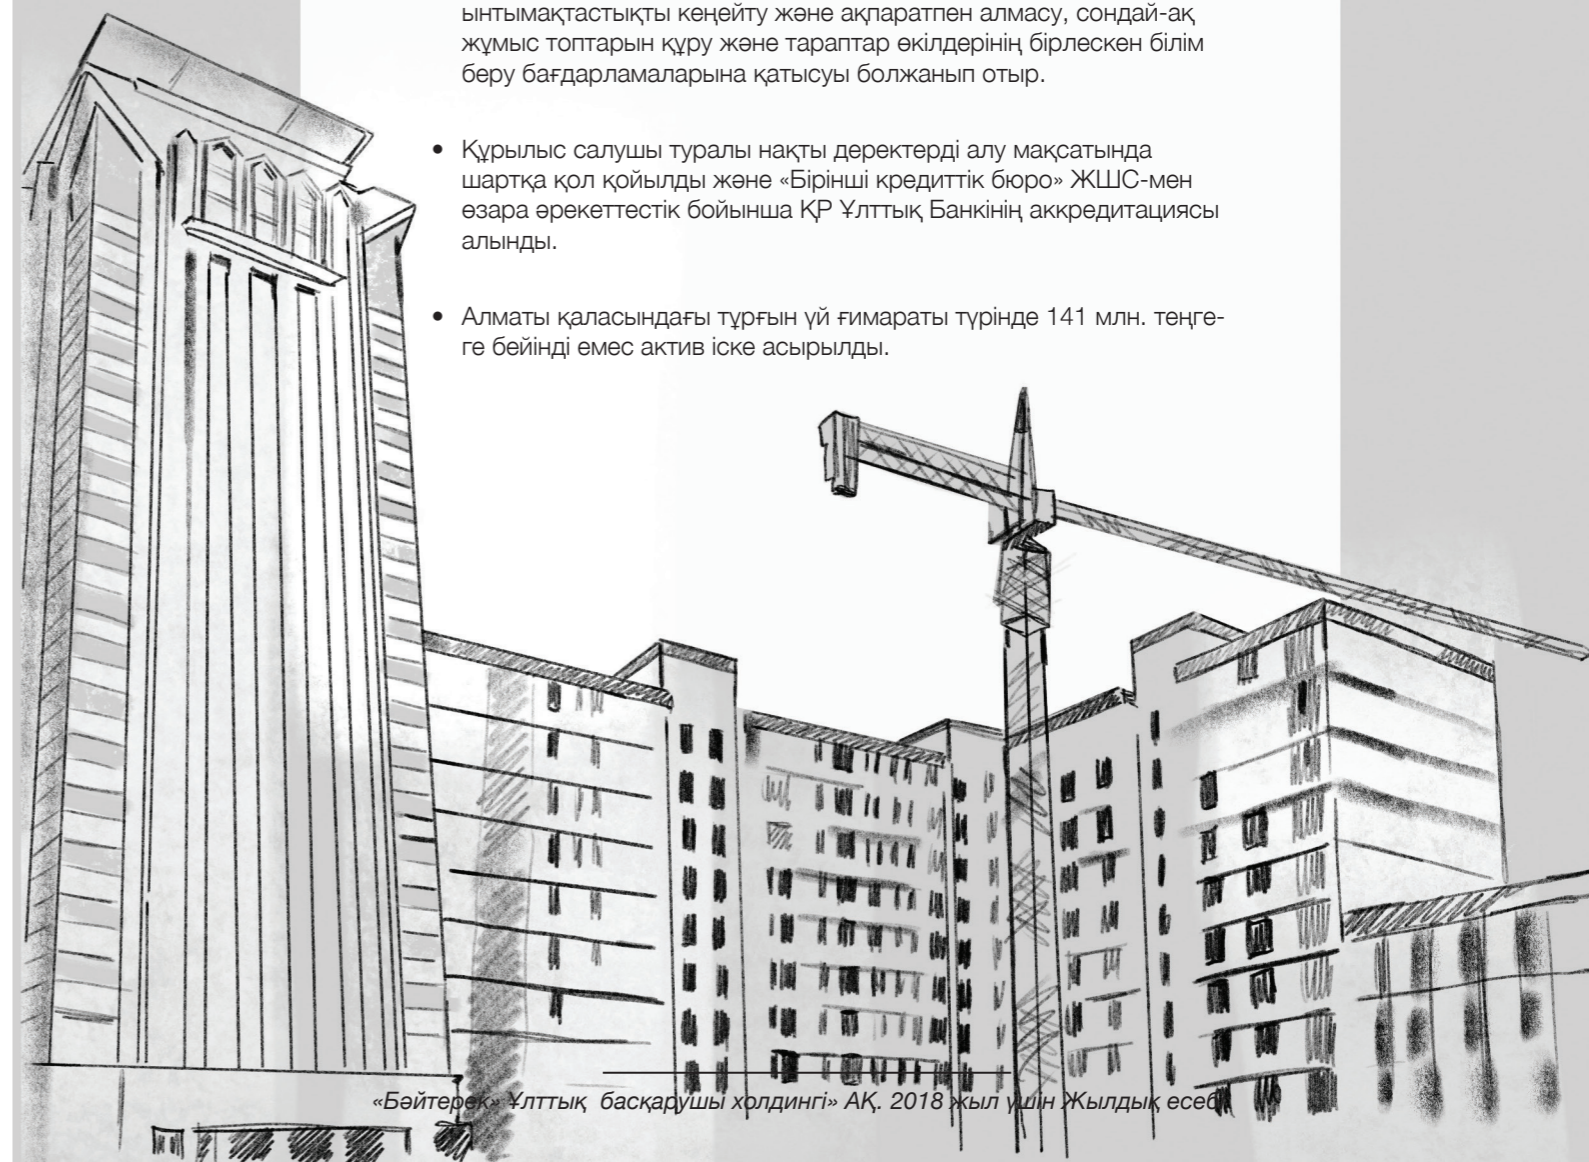 ынтымақтастықты кеңейту және ақпаратпен алмасу, сондай-ақ
жұмыс топтарын құру және тараптар өкілдерінің бірлескен білім
беру бағдарламаларына қатысуы болжанып отыр.
• Құрылыс салушы туралы нақты деректерді алу мақсатында
шартқа қол қойылды және «Бірінші кредиттік бюро» ЖШС-мен
өзара әрекеттестік бойынша ҚР Ұлттық Банкінің аккредитациясы
алынды.
• Алматы қаласындағы тұрғын үй ғимараты түрінде 141 млн. теңге-
ге бейінді емес актив іске асырылды.
«Бәйтерек» Ұлттық басқарушы холдингі» АҚ. 2018 жыл үшін Жылдық есебі